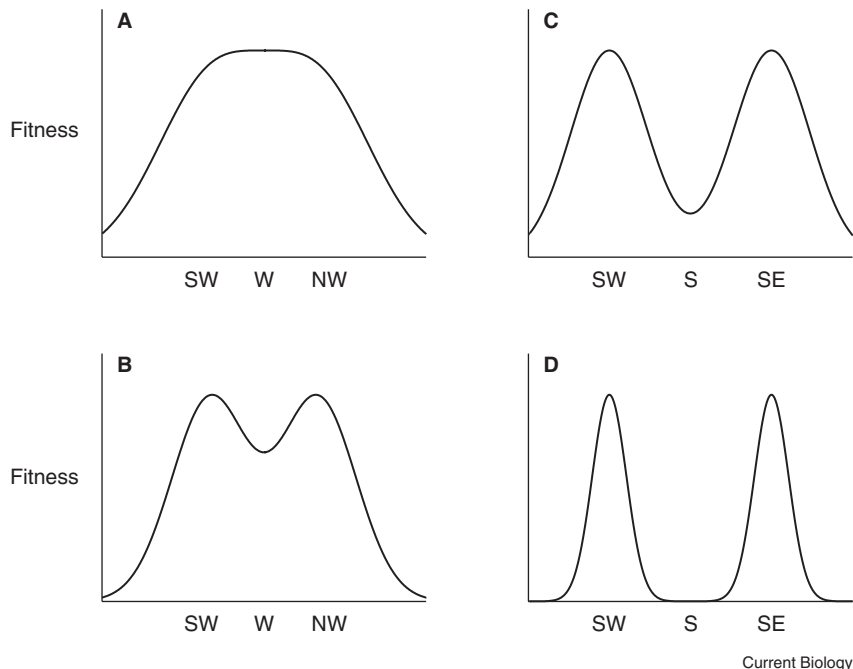 A
Fitness
SW W NW
B
Fitness
SW W NW
C
SW S SE
D
SW S SE
Current Biology